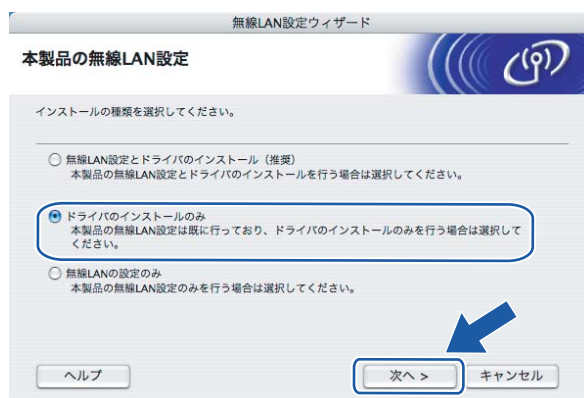 無線LAN設定ウィザード
本製品の無線LAN設定
インストールの種類を選択してください。
無線LAN設定とドライバのインストール（推奨）
本製品の無線LAN設定とドライバのインストールを行う場合は選択してください。
ドライバのインストールのみ
本製品の無線LAN設定は既に行っており、ドライバのインストールのみを行う場合は選択して
ください。
無線LANの設定のみ
本製品の無線LAN設定のみを行う場合は選択してください。
ヘルプ 次へ > キャンセル